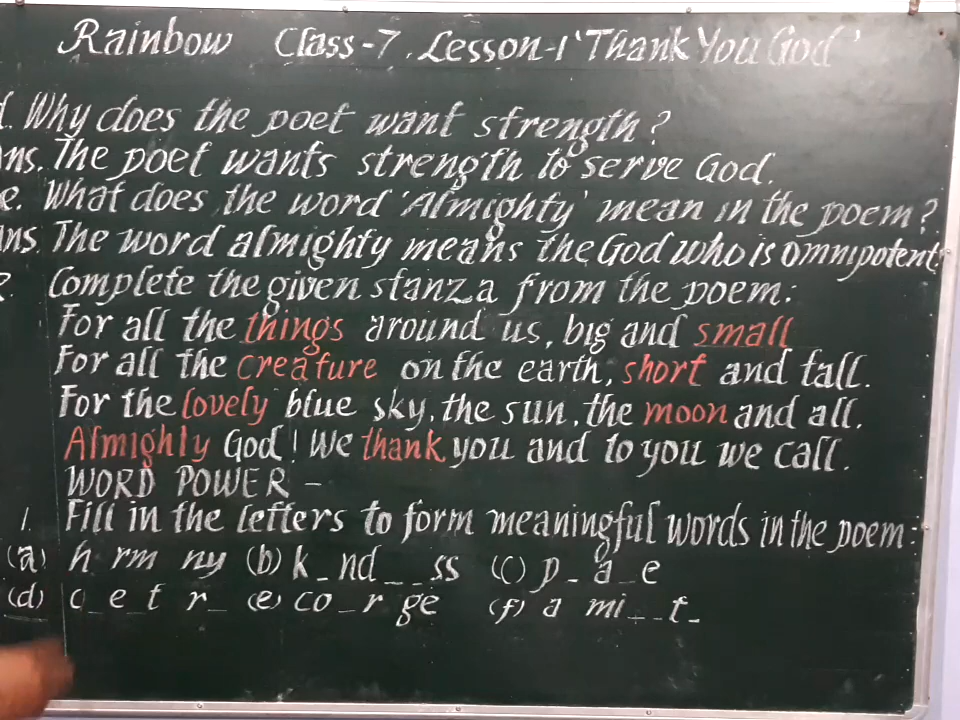 Rainbow Class-7. Lesson-1 'Thank You God'
d. Why does the poet want strength?
Ans. The poet wants strength to serve God.
e. What does the word 'Almighty' mean in the poem?
Ans. The word almighty means the God who is omnipotent.
2 Complete the given stanza from the poem:
For all the things around us, big and small
For all the creature on the earth, short and tall.
For the lovely blue sky, the sun, the moon and all.
Almighly God! We thank you and to you we call.
WORD POWER -
1. Fill in the letters to form meaningful words in the poem:
(a) h rm ny (b) k_nd__ss (c) p_a_e
(d) c_e_t r_ (e) co_r ge (f) a mi__t_